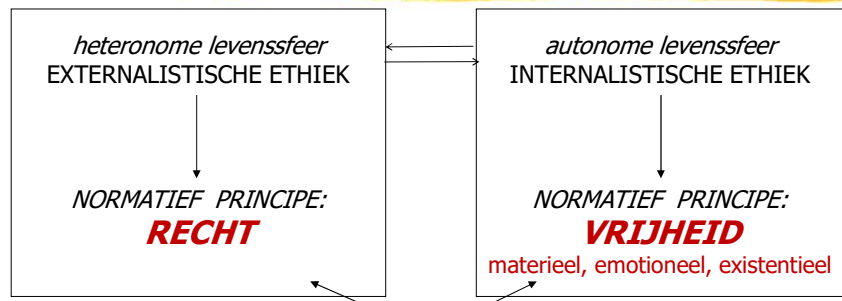 heteronome levenssfeer
EXTERNALISTISCHE ETHIEK
NORMATIEF PRINCIPE:
RECHT
autonome levenssfeer
INTERNALISTISCHE ETHIEK
NORMATIEF PRINCIPE:
VRIJHEID
materieel, emotioneel, existentieel